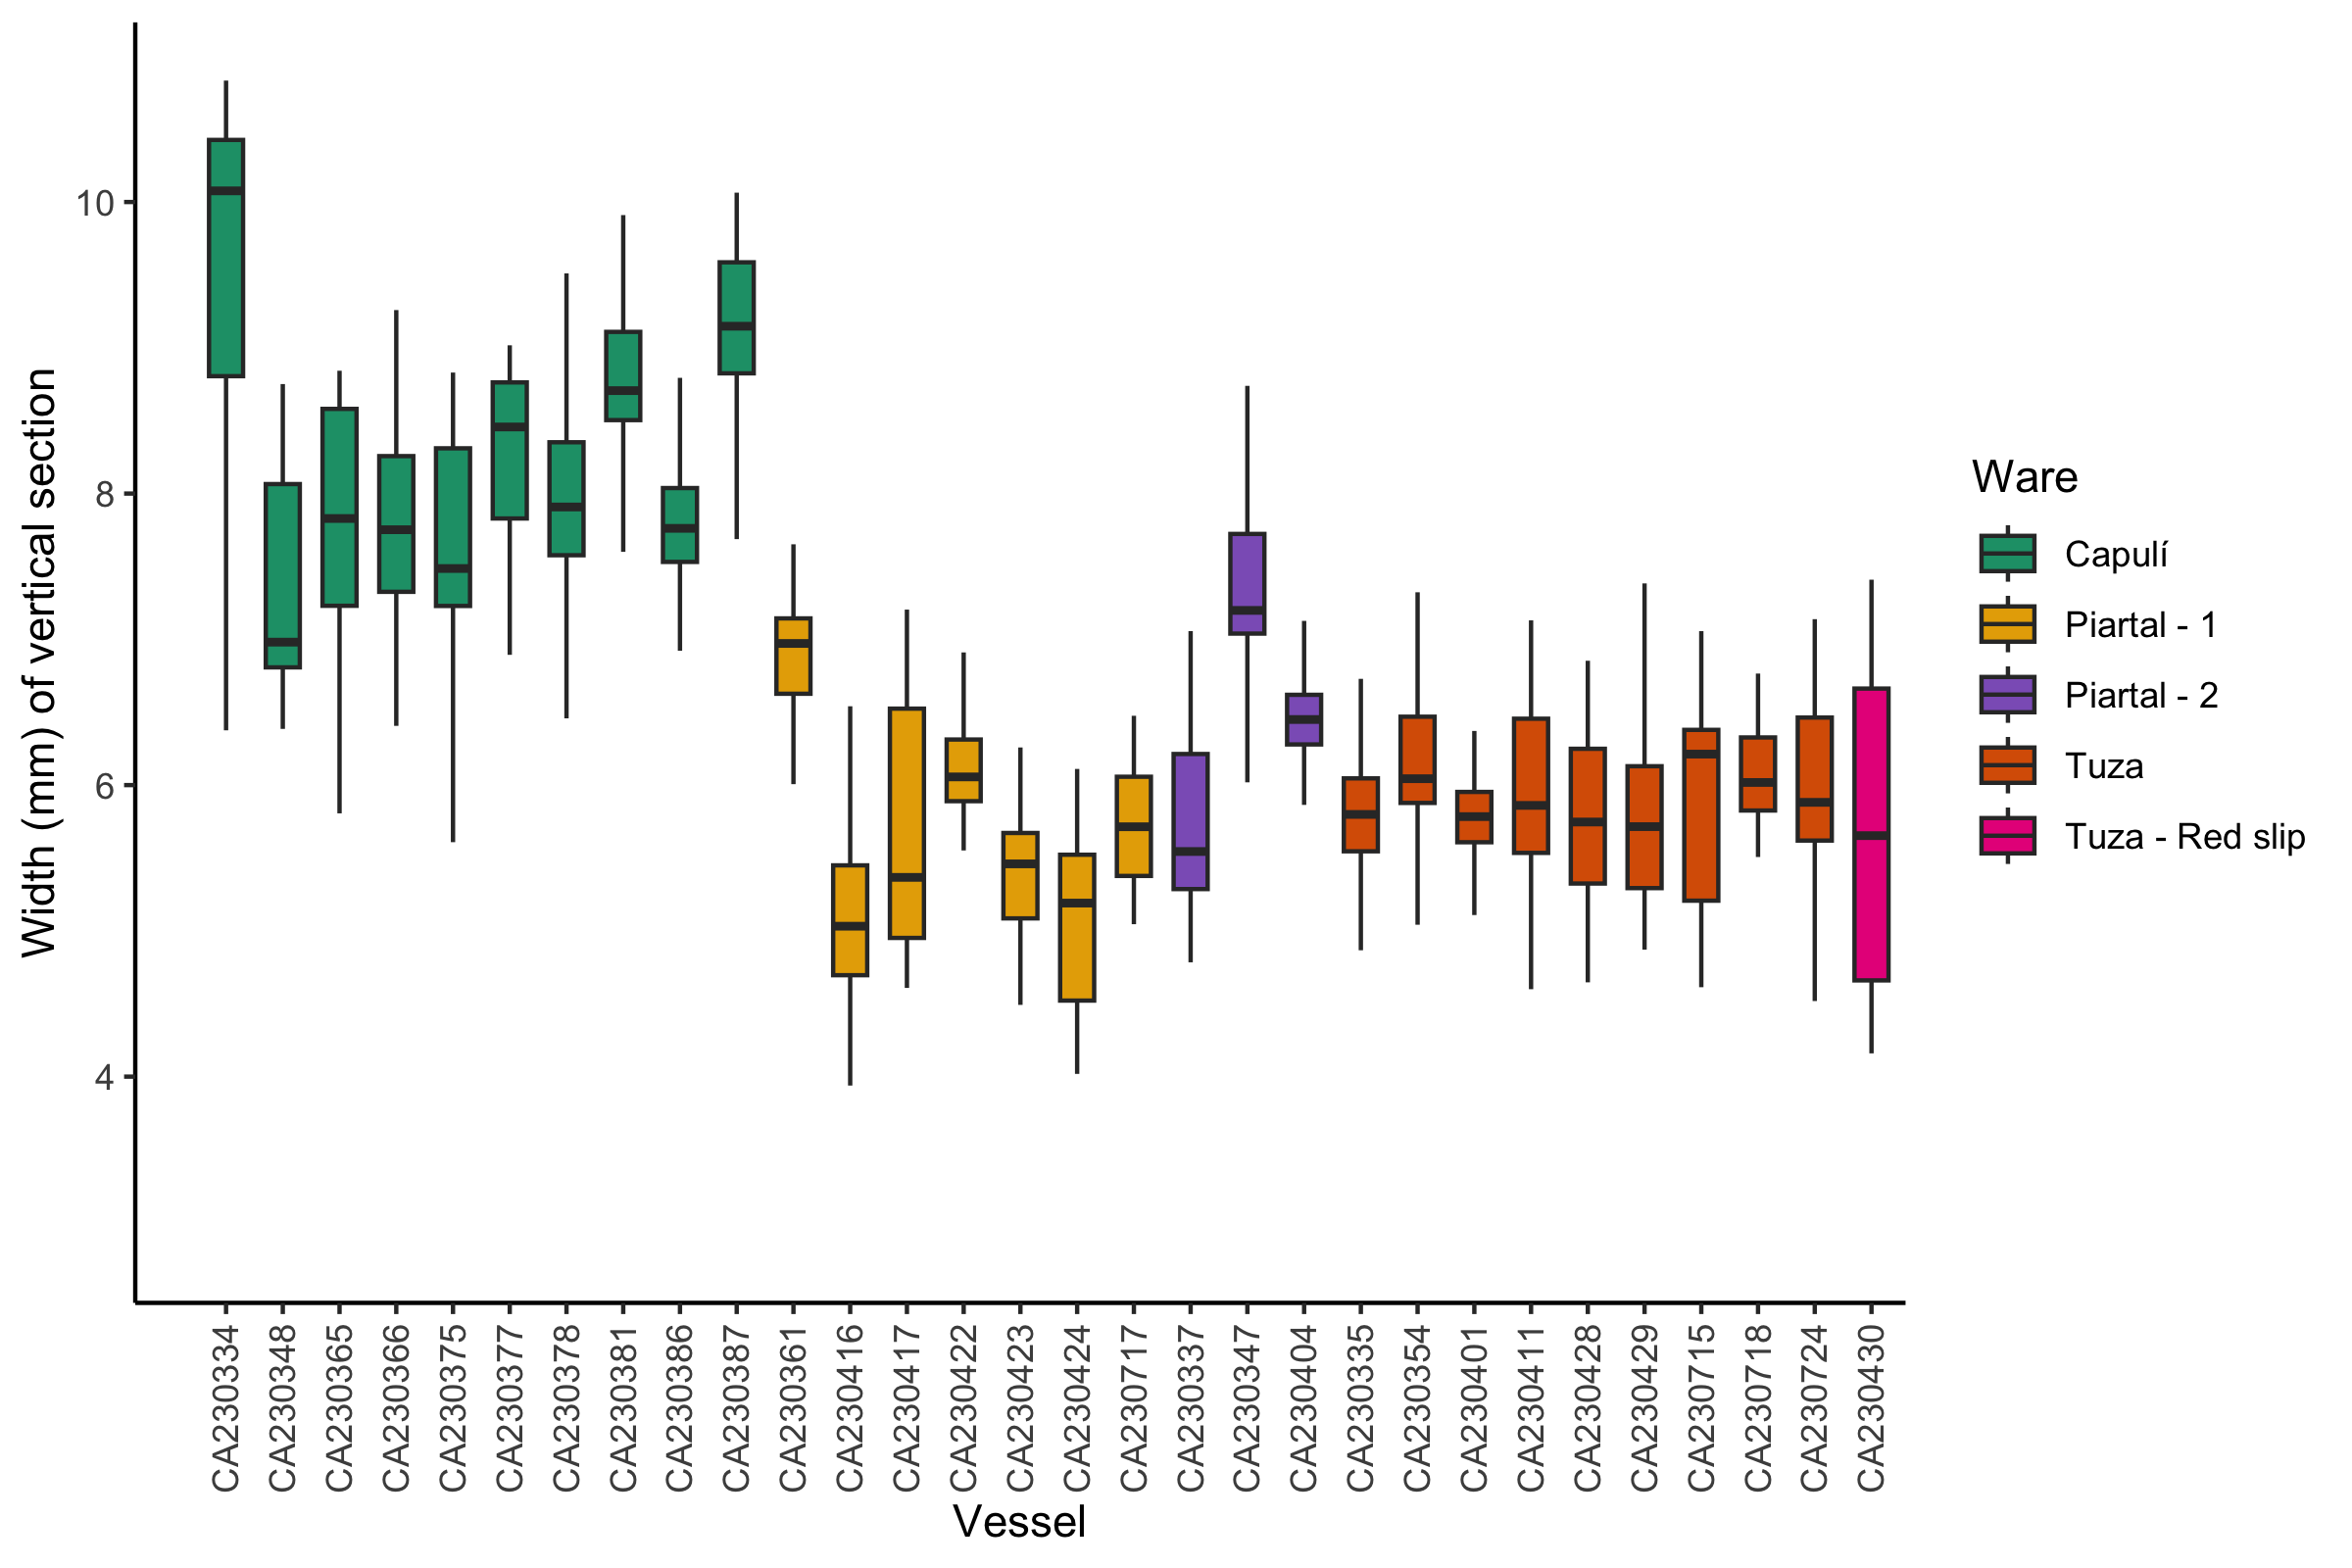 Width (mm) of vertical section
10
8
6
4
CA230334
CA230348
CA230365
CA230366
CA230375
CA230377
CA230378
CA230381
CA230386
CA230387
CA230361
CA230416
CA230417
CA230422
CA230423
CA230424
CA230717
CA230337
CA230347
CA230404
CA230335
CA230354
CA230401
CA230411
CA230428
CA230429
CA230715
CA230718
CA230724
CA230430
Vessel
Ware
Capulí
Piartal - 1
Piartal - 2
Tuza
Tuza - Red slip